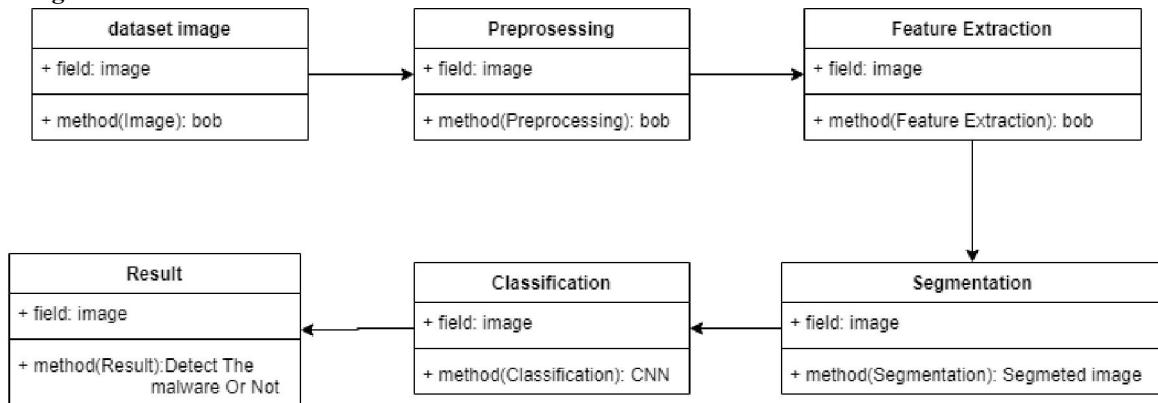 dataset image
+ field: image
+ method(Image): bob
Preprosessing
+ field: image
+ method(Preprocessing): bob
Feature Extraction
+ field: image
+ method(Feature Extraction): bob
Result
+ field: image
+ method(Result):Detect The
malware Or Not
Classification
+ field: image
+ method(Classification): CNN
Segmentation
+ field: image
+ method(Segmentation): Segmeted image